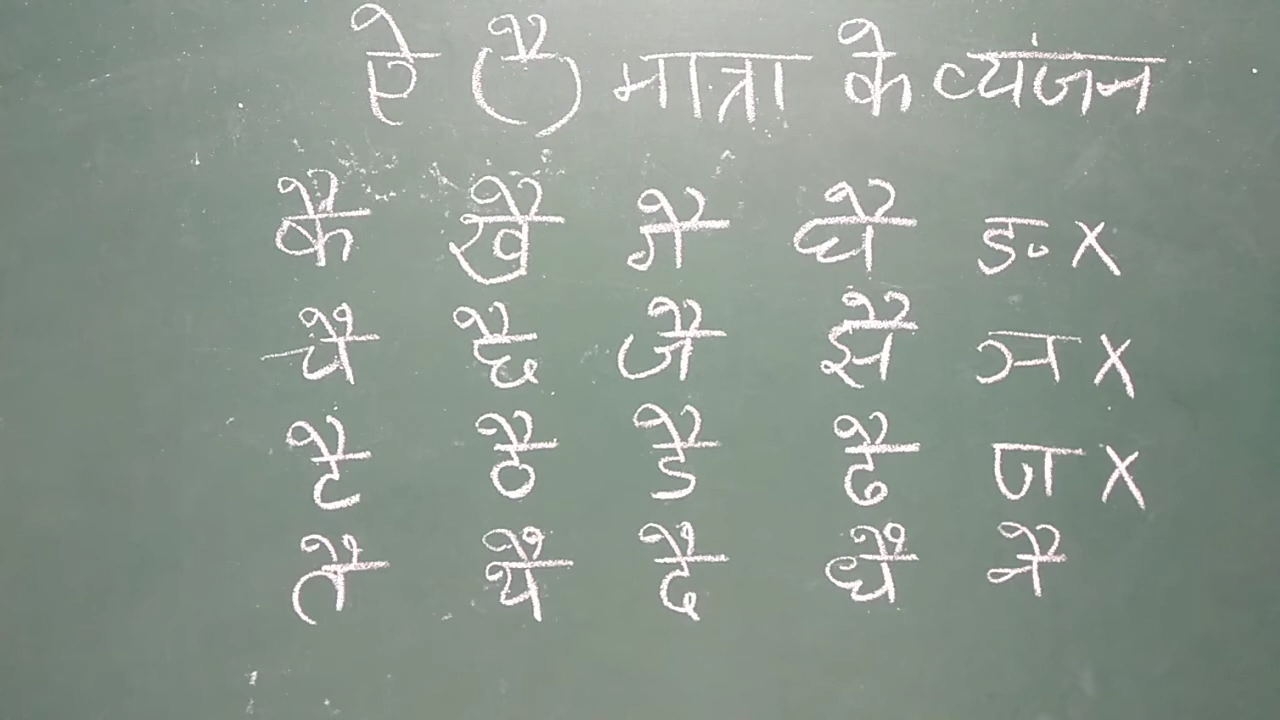 ऐ (ै) मात्रा के व्यंजन
कै खै गै घै ङ ×
चै छै जै झै ञ ×
टै ठै डै ढै ण ×
तै थै दै धै नै